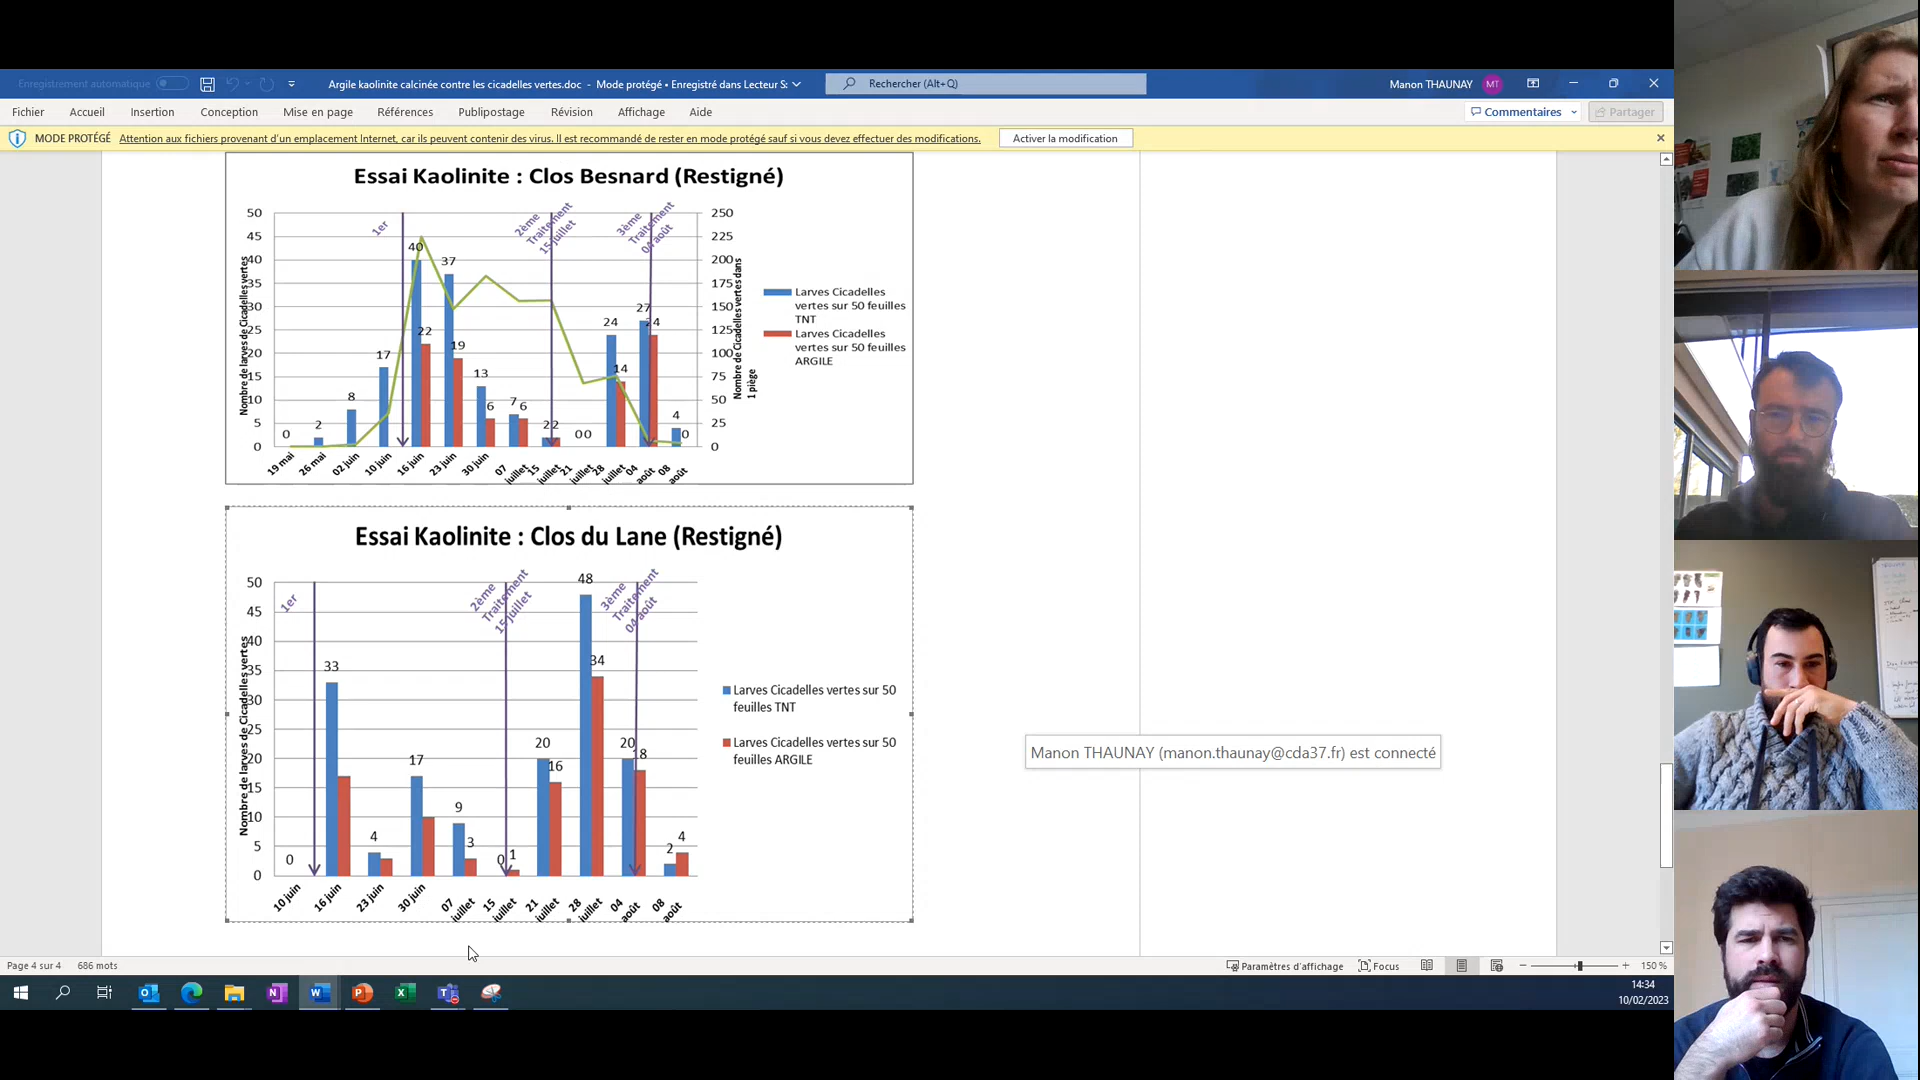 Enregistrement automatique
Argile kaolinite calcinée contre les cicadelles vertes.doc - Mode protégé • Enregistré dans Lecteur S:
Rechercher (Alt+Q)
Manon THAUNAY
MT
Fichier
Accueil
Insertion
Conception
Mise en page
Références
Publipostage
Révision
Affichage
Aide
Commentaires
Partager
MODE PROTÉGÉ
Attention aux fichiers provenant d'un emplacement Internet, car ils peuvent contenir des virus. Il est recommandé de rester en mode protégé sauf si vous devez effectuer des modifications.
Activer la modification
Essai Kaolinite : Clos Besnard (Restigné)
Nombre de larves de Cicadelles vertes
50
45
40
35
30
25
20
15
10
5
0
1er
2ème
Traitement
15 juillet
3ème
Traitement
04 août
0
2
8
17
40
22
37
19
13
6
7
6
2
2
0
0
24
14
27
24
4
0
250
225
200
175
150
125
100
75
50
25
0
Nombre de Cicadelles vertes dans
1 piège
19 mai
26 mai
02 juin
10 juin
16 juin
23 juin
30 juin
07
juillet
15
juillet
21
juillet
28
juillet
04
août
08
août
Larves Cicadelles
vertes sur 50 feuilles
TNT
Larves Cicadelles
vertes sur 50 feuilles
ARGILE
Essai Kaolinite : Clos du Lane (Restigné)
Nombre de larves de Cicadelles vertes
50
45
40
35
30
25
20
15
10
5
0
1er
2ème
Traitement
15 juillet
3ème
Traitement
04 août
0
33
4
17
9
3
0
1
20
16
48
34
20
18
2
4
10 juin
16 juin
23 juin
30 juin
07
juillet
15
juillet
21
juillet
28
juillet
04
août
08
août
Larves Cicadelles vertes sur 50
feuilles TNT
Larves Cicadelles vertes sur 50
feuilles ARGILE
Manon THAUNAY (manon.thaunay@cda37.fr) est connecté
Page 4 sur 4
686 mots
Paramètres d'affichage
Focus
150 %
14:34
10/02/2023